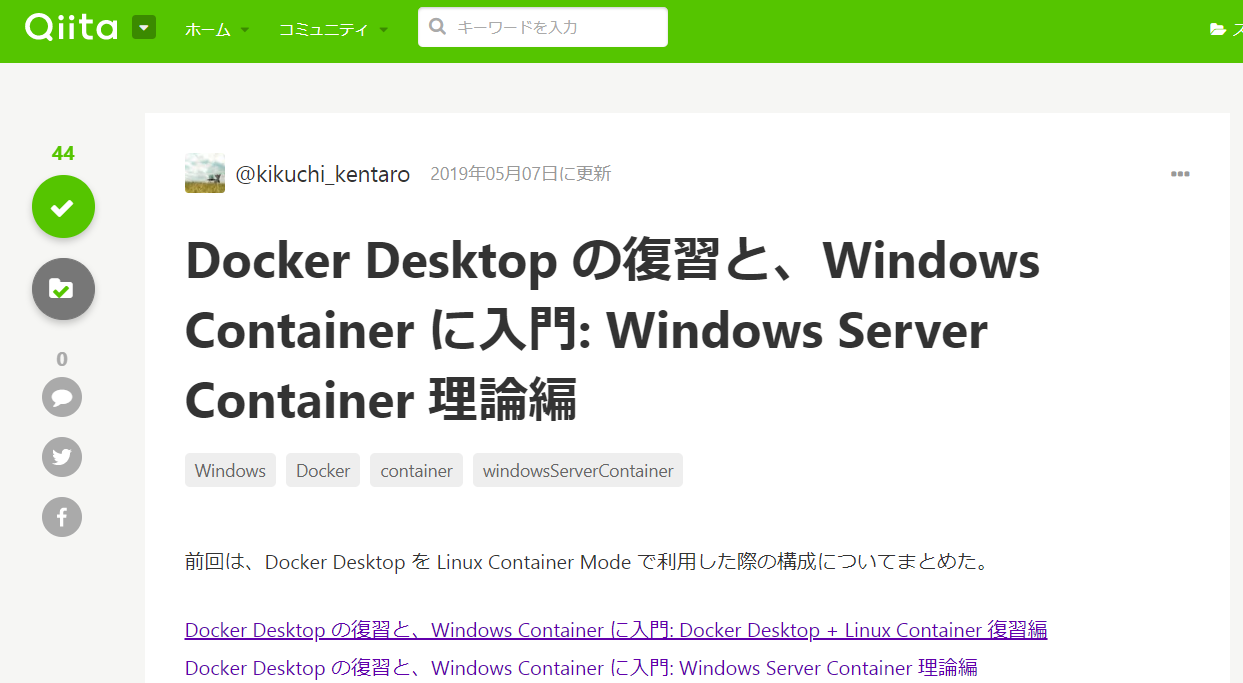 Qiita
ホーム
コミュニティ
キーワードを入力
44
@kikuchi_kentaro
2019年05月07日に更新
Docker Desktop の復習と、Windows
Container に入門: Windows Server
Container 理論編
Windows
Docker
container
windowsServerContainer
0
前回は、Docker Desktop を Linux Container Mode で利用した際の構成についてまとめた。
Docker Desktop の復習と、Windows Container に入門: Docker Desktop + Linux Container 復習編
Docker Desktop の復習と、Windows Container に入門: Windows Server Container 理論編